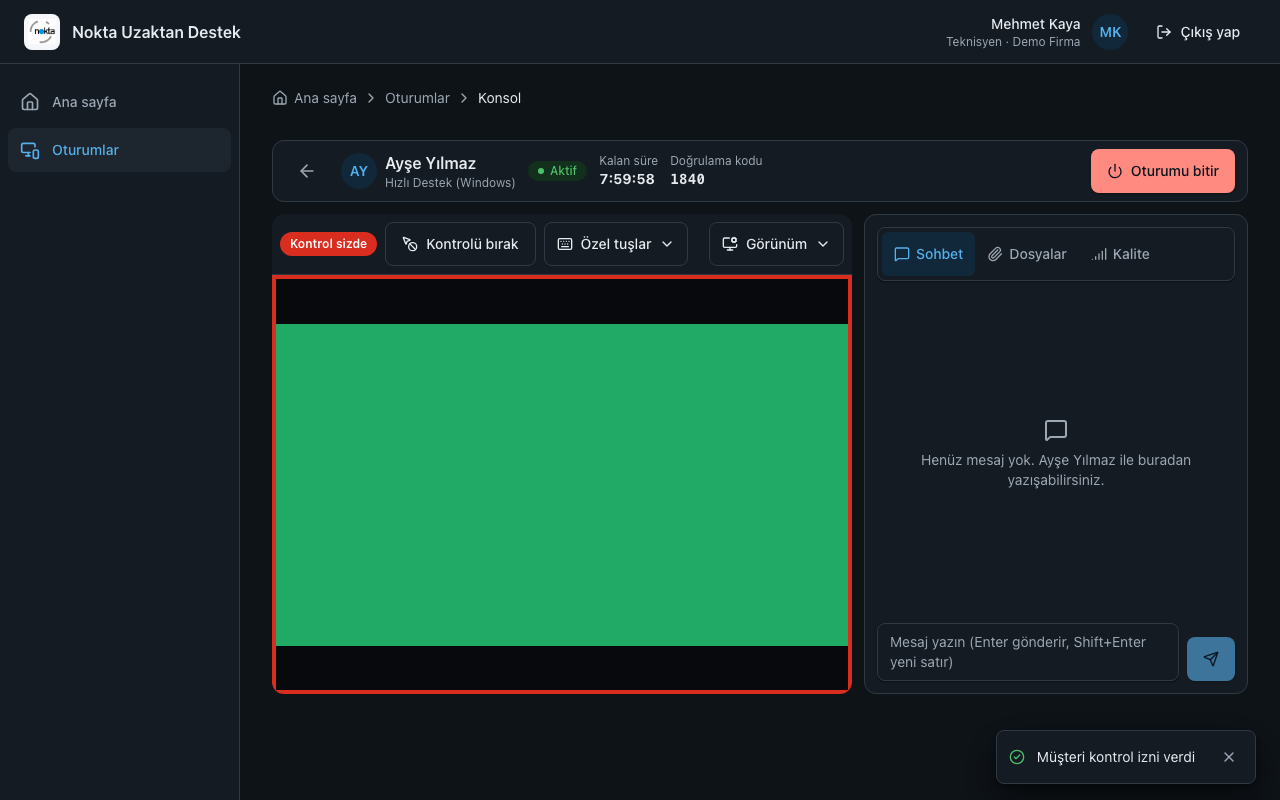 nokta
Nokta Uzaktan Destek
Mehmet Kaya
Teknisyen · Demo Firma
MK
Çıkış yap
Ana sayfa
Oturumlar
Ana sayfa
Oturumlar
Konsol
AY
Ayşe Yılmaz
Hızlı Destek (Windows)
Aktif
Kalan süre
7:59:58
Doğrulama kodu
1840
Oturumu bitir
Kontrol sizde
Kontrolü bırak
Özel tuşlar
Görünüm
Sohbet
Dosyalar
Kalite
Henüz mesaj yok. Ayşe Yılmaz ile buradan
yazışabilirsiniz.
Mesaj yazın (Enter gönderir, Shift+Enter
yeni satır)
Müşteri kontrol izni verdi